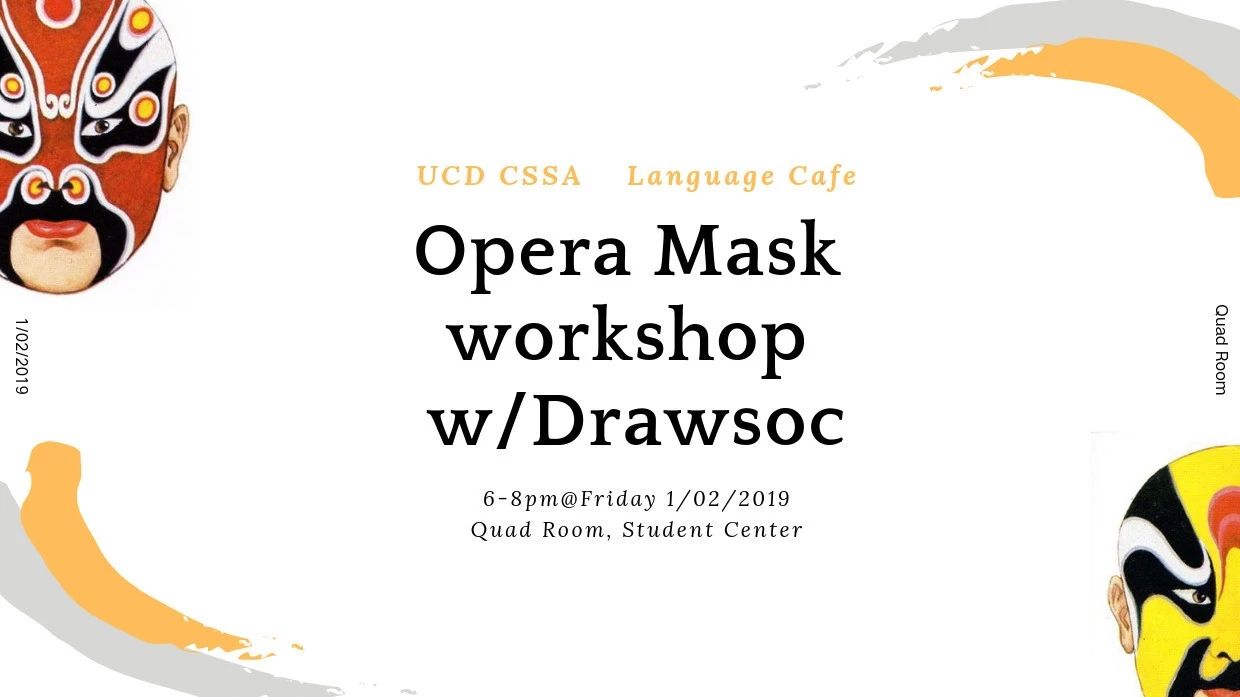 UCD CSSA Language Cafe
Opera Mask
workshop
w/Drawsoc
6-8pm@Friday 1/02/2019
Quad Room, Student Center
1/02/2019
Quad Room